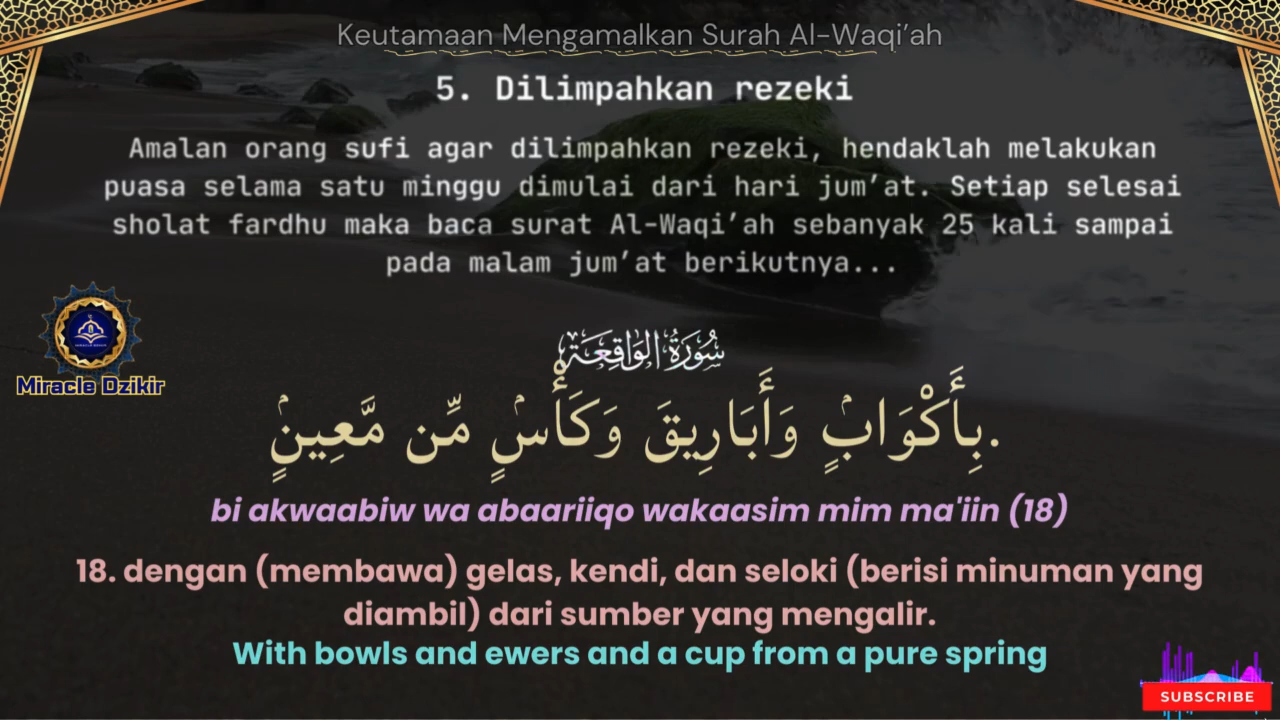 Keutamaan Mengamalkan Surah Al-Waqi’ah
5. Dilimpahkan rezeki
Amalan orang sufi agar dilimpahkan rezeki, hendaklah melakukan
puasa selama satu minggu dimulai dari hari jum’at. Setiap selesai
sholat fardhu maka baca surat Al-Waqi’ah sebanyak 25 kali sampai
pada malam jum’at berikutnya...
Miracle Dzikir
سُورَةُ الوَاقِعَة
بِأَكْوَابٍۢ وَأَبَارِيقَ وَكَأْسٍۢ مِّن مَّعِينٍۢ.
bi akwaabiw wa abaariiqo wakaasim mim ma'iin (18)
18. dengan (membawa) gelas, kendi, dan seloki (berisi minuman yang
diambil) dari sumber yang mengalir.
With bowls and ewers and a cup from a pure spring
SUBSCRIBE